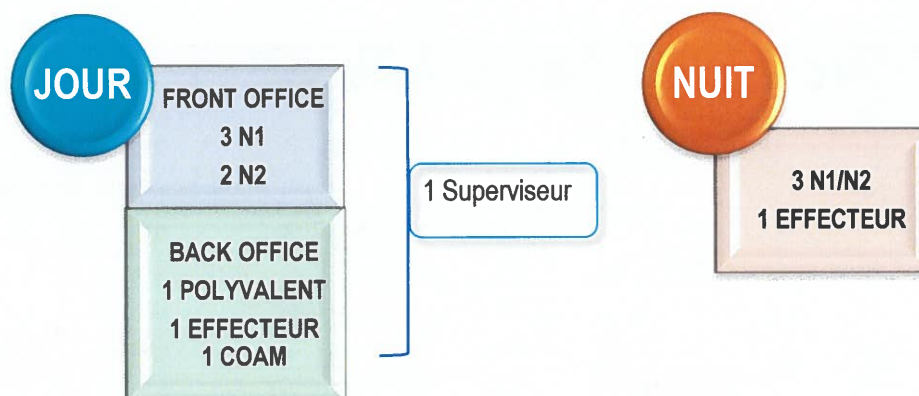 JOUR
FRONT OFFICE
3 N1
2 N2
BACK OFFICE
1 POLYVALENT
1 EFFECTEUR
1 COAM
1 Superviseur
NUIT
3 N1/N2
1 EFFECTEUR